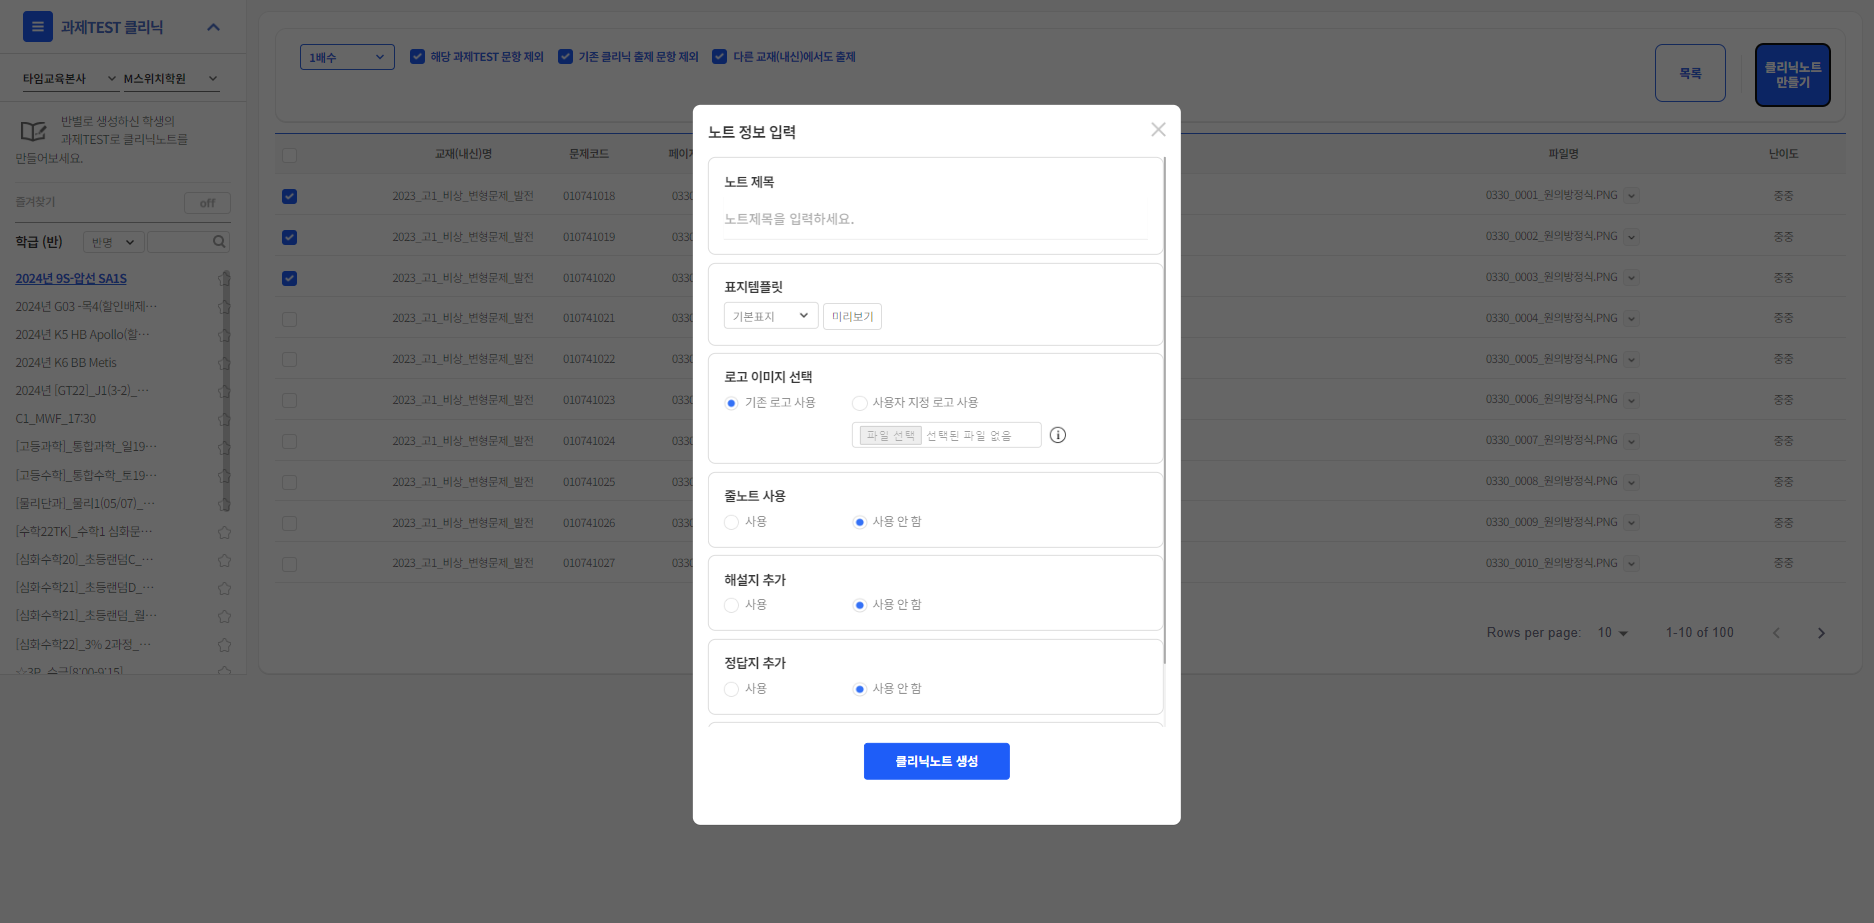 과제TEST 클리닉
타임교육본사 M스위치학원
반별로 생성하신 학생의
과제TEST로 클리닉노트를
만들어보세요.
즐겨찾기 off
학급 (반) 반명
2024년 9S-압선 SA1S
2024년 G03 -목4(할인배제···
2024년 K5 HB Apollo(할···
2024년 K6 BB Metis
2024년 [GT22]_J1(3-2)_···
C1_MWF_17:30
[고등과학]_통합과학_일19···
[고등수학]_통합수학_토19···
[물리단과]_물리1(05/07)_···
[수학22TK]_수학1 심화문···
[심화수학20]_초등랜덤C_···
[심화수학21]_초등랜덤D_···
[심화수학21]_초등랜덤_월···
[심화수학22]_3% 2과정_···
☆3P_수금[8:00-9:15]
1배수 해당 과제TEST 문항 제외 기존 클리닉 출제 문항 제외 다른 교재(내신)에서도 출제
목록
클리닉노트
만들기
교재(내신)명 문제코드 페이지 파일명 난이도
2023_고1_비상_변형문제_발전 010741018 0330 0330_0001_원의방정식.PNG 중중
2023_고1_비상_변형문제_발전 010741019 0330 0330_0002_원의방정식.PNG 중중
2023_고1_비상_변형문제_발전 010741020 0330 0330_0003_원의방정식.PNG 중중
2023_고1_비상_변형문제_발전 010741021 0330 0330_0004_원의방정식.PNG 중중
2023_고1_비상_변형문제_발전 010741022 0330 0330_0005_원의방정식.PNG 중중
2023_고1_비상_변형문제_발전 010741023 0330 0330_0006_원의방정식.PNG 중중
2023_고1_비상_변형문제_발전 010741024 0330 0330_0007_원의방정식.PNG 중중
2023_고1_비상_변형문제_발전 010741025 0330 0330_0008_원의방정식.PNG 중중
2023_고1_비상_변형문제_발전 010741026 0330 0330_0009_원의방정식.PNG 중중
2023_고1_비상_변형문제_발전 010741027 0330 0330_0010_원의방정식.PNG 중중
Rows per page: 10 1-10 of 100
노트 정보 입력
노트 제목
노트제목을 입력하세요.
표지템플릿
기본표지 미리보기
로고 이미지 선택
기존 로고 사용 사용자 지정 로고 사용
파일 선택 선택된 파일 없음
줄노트 사용
사용 사용 안 함
해설지 추가
사용 사용 안 함
정답지 추가
사용 사용 안 함
클리닉노트 생성